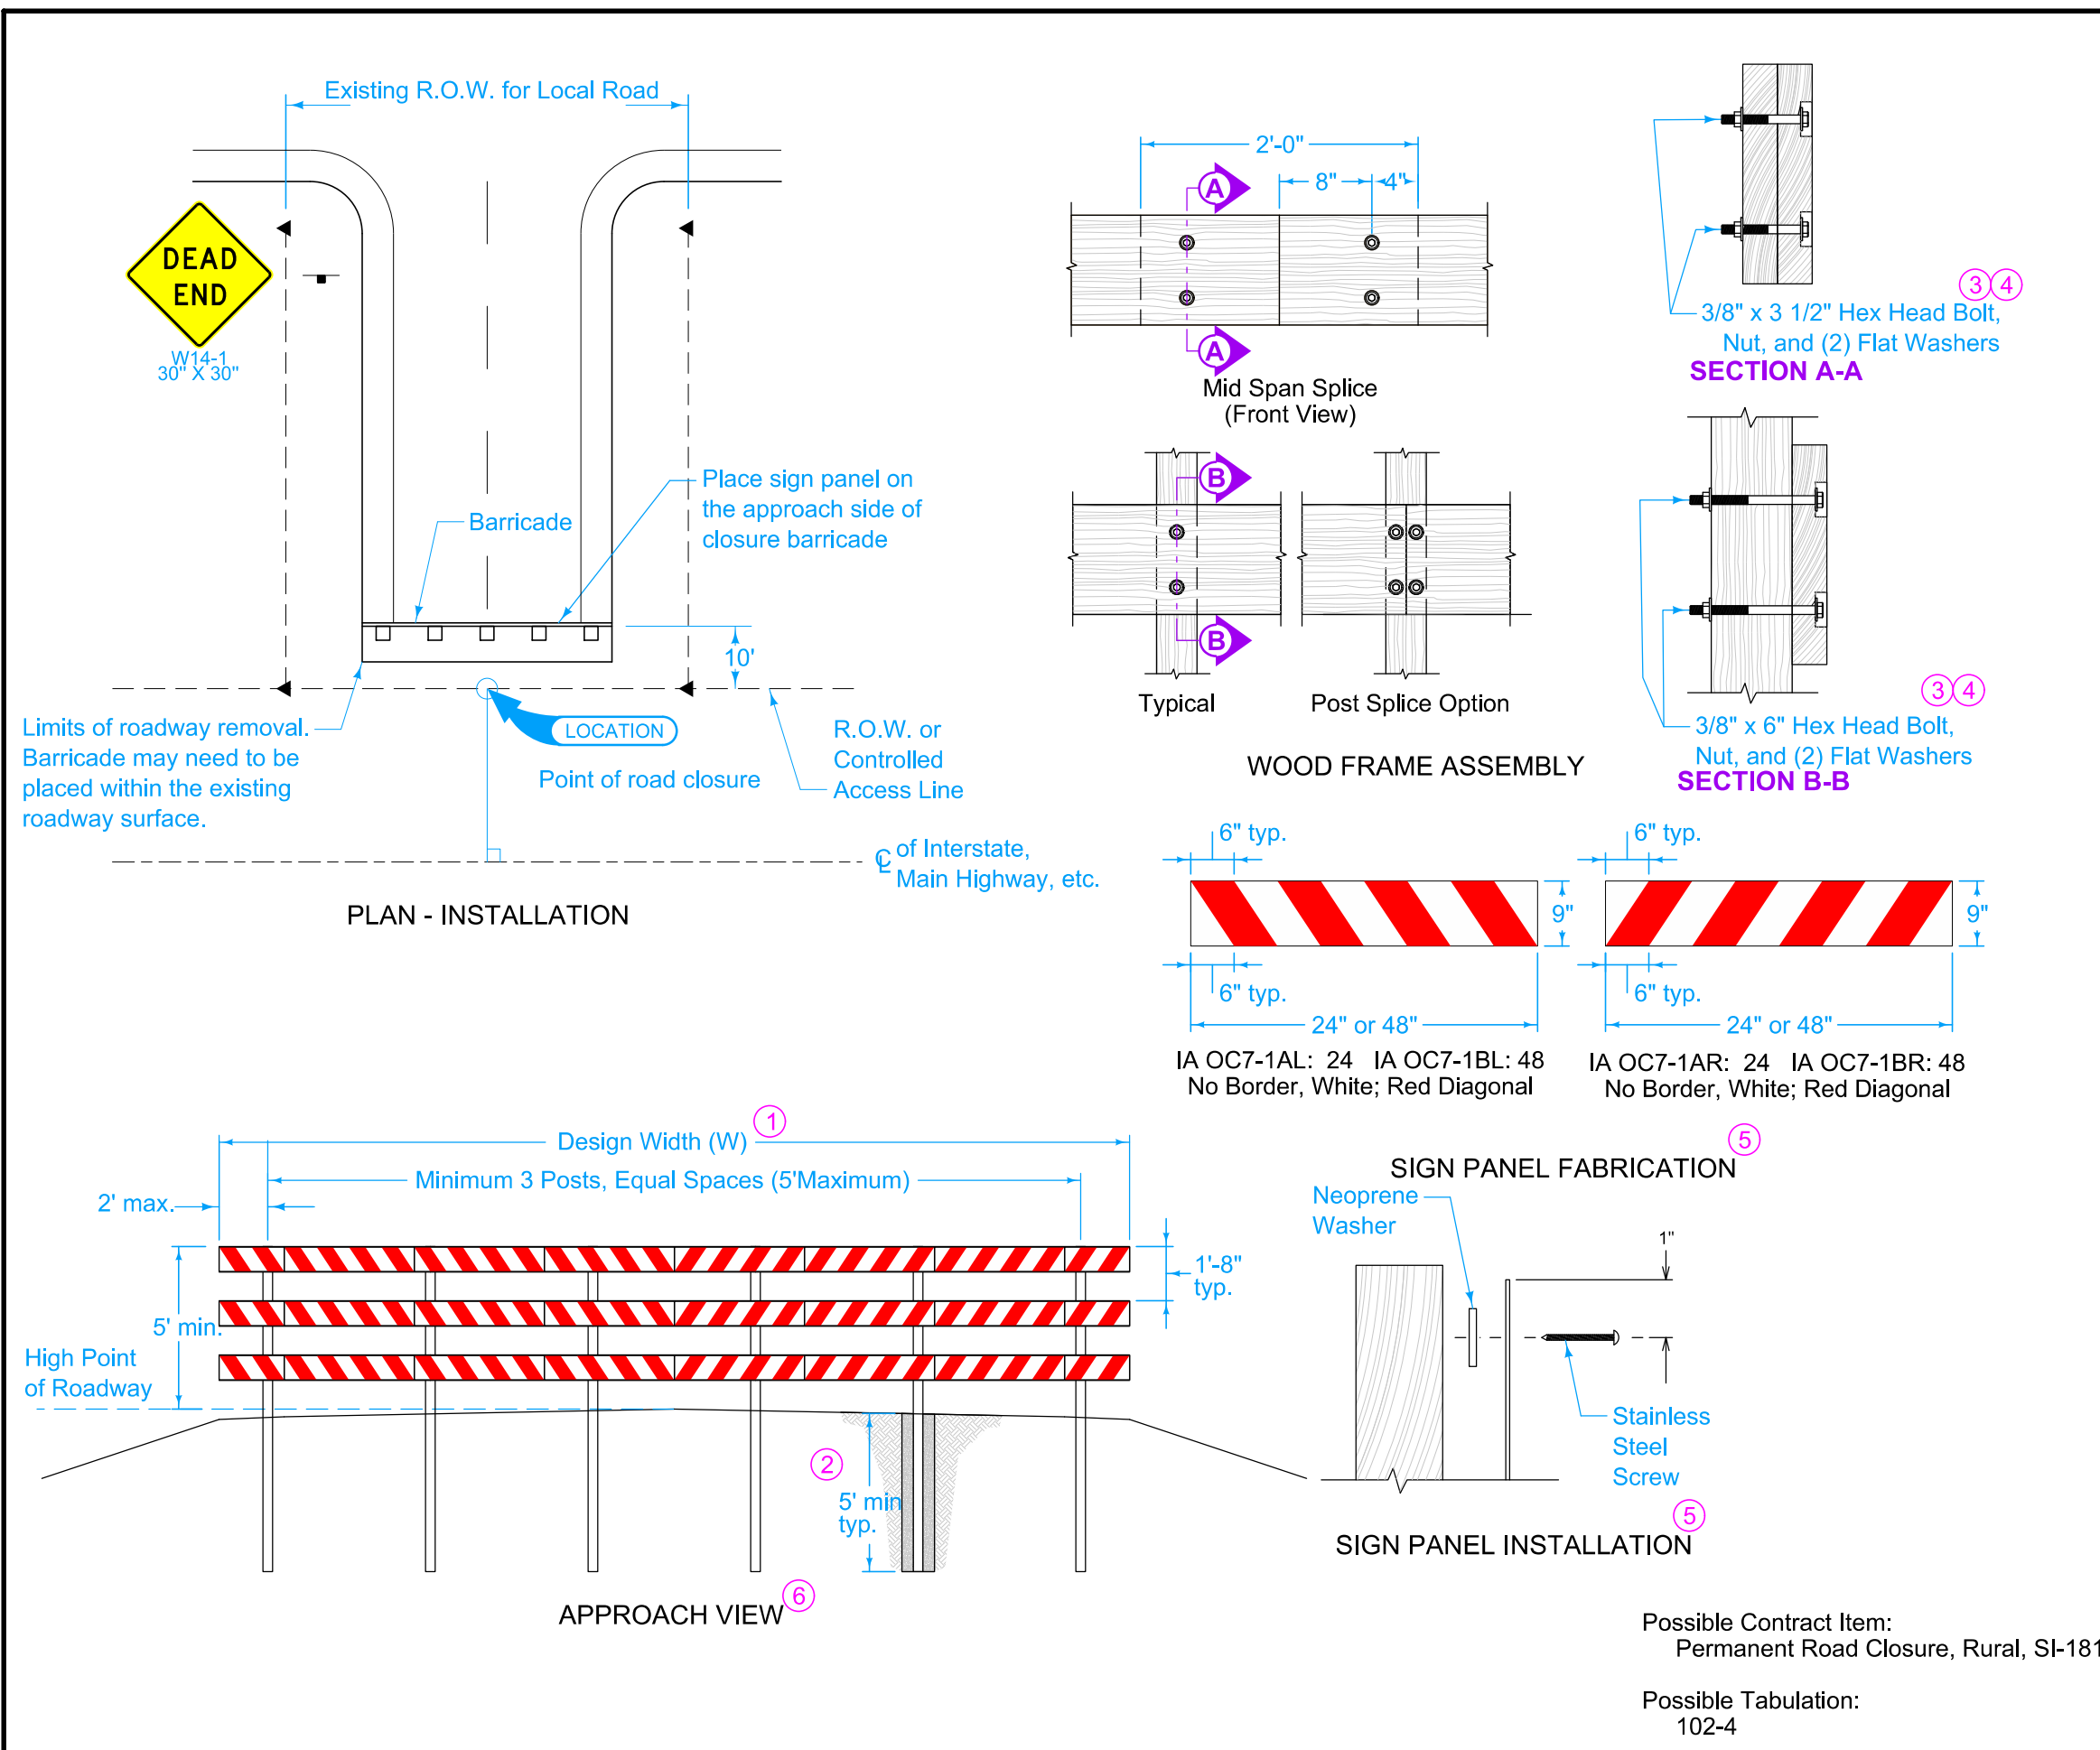 Existing R.O.W. for Local Road
DEAD
END
W14-1
30" X 30"
Barricade
Place sign panel on
the approach side of
closure barricade
10'
Limits of roadway removal.
Barricade may need to be
placed within the existing
roadway surface.
LOCATION
Point of road closure
R.O.W. or
Controlled
Access Line
℄ of Interstate,
Main Highway, etc.
PLAN - INSTALLATION
2'-0"
8"
4"
A
A
Mid Span Splice
(Front View)
3/8" x 3 1/2" Hex Head Bolt,
Nut, and (2) Flat Washers
3 4
SECTION A-A
B
B
Typical
Post Splice Option
WOOD FRAME ASSEMBLY
3 4
3/8" x 6" Hex Head Bolt,
Nut, and (2) Flat Washers
SECTION B-B
6" typ.
9"
6" typ.
24" or 48"
IA OC7-1AL: 24 IA OC7-1BL: 48
No Border, White; Red Diagonal
6" typ.
9"
6" typ.
24" or 48"
IA OC7-1AR: 24 IA OC7-1BR: 48
No Border, White; Red Diagonal
SIGN PANEL FABRICATION 5
Design Width (W) 1
Minimum 3 Posts, Equal Spaces (5'Maximum)
2' max.
1'-8"
typ.
5' min.
High Point
of Roadway
2
5' min
typ.
APPROACH VIEW 6
Neoprene
Washer
1"
Stainless
Steel
Screw
SIGN PANEL INSTALLATION 5
Possible Contract Item:
Permanent Road Closure, Rural, SI-181
Possible Tabulation:
102-4